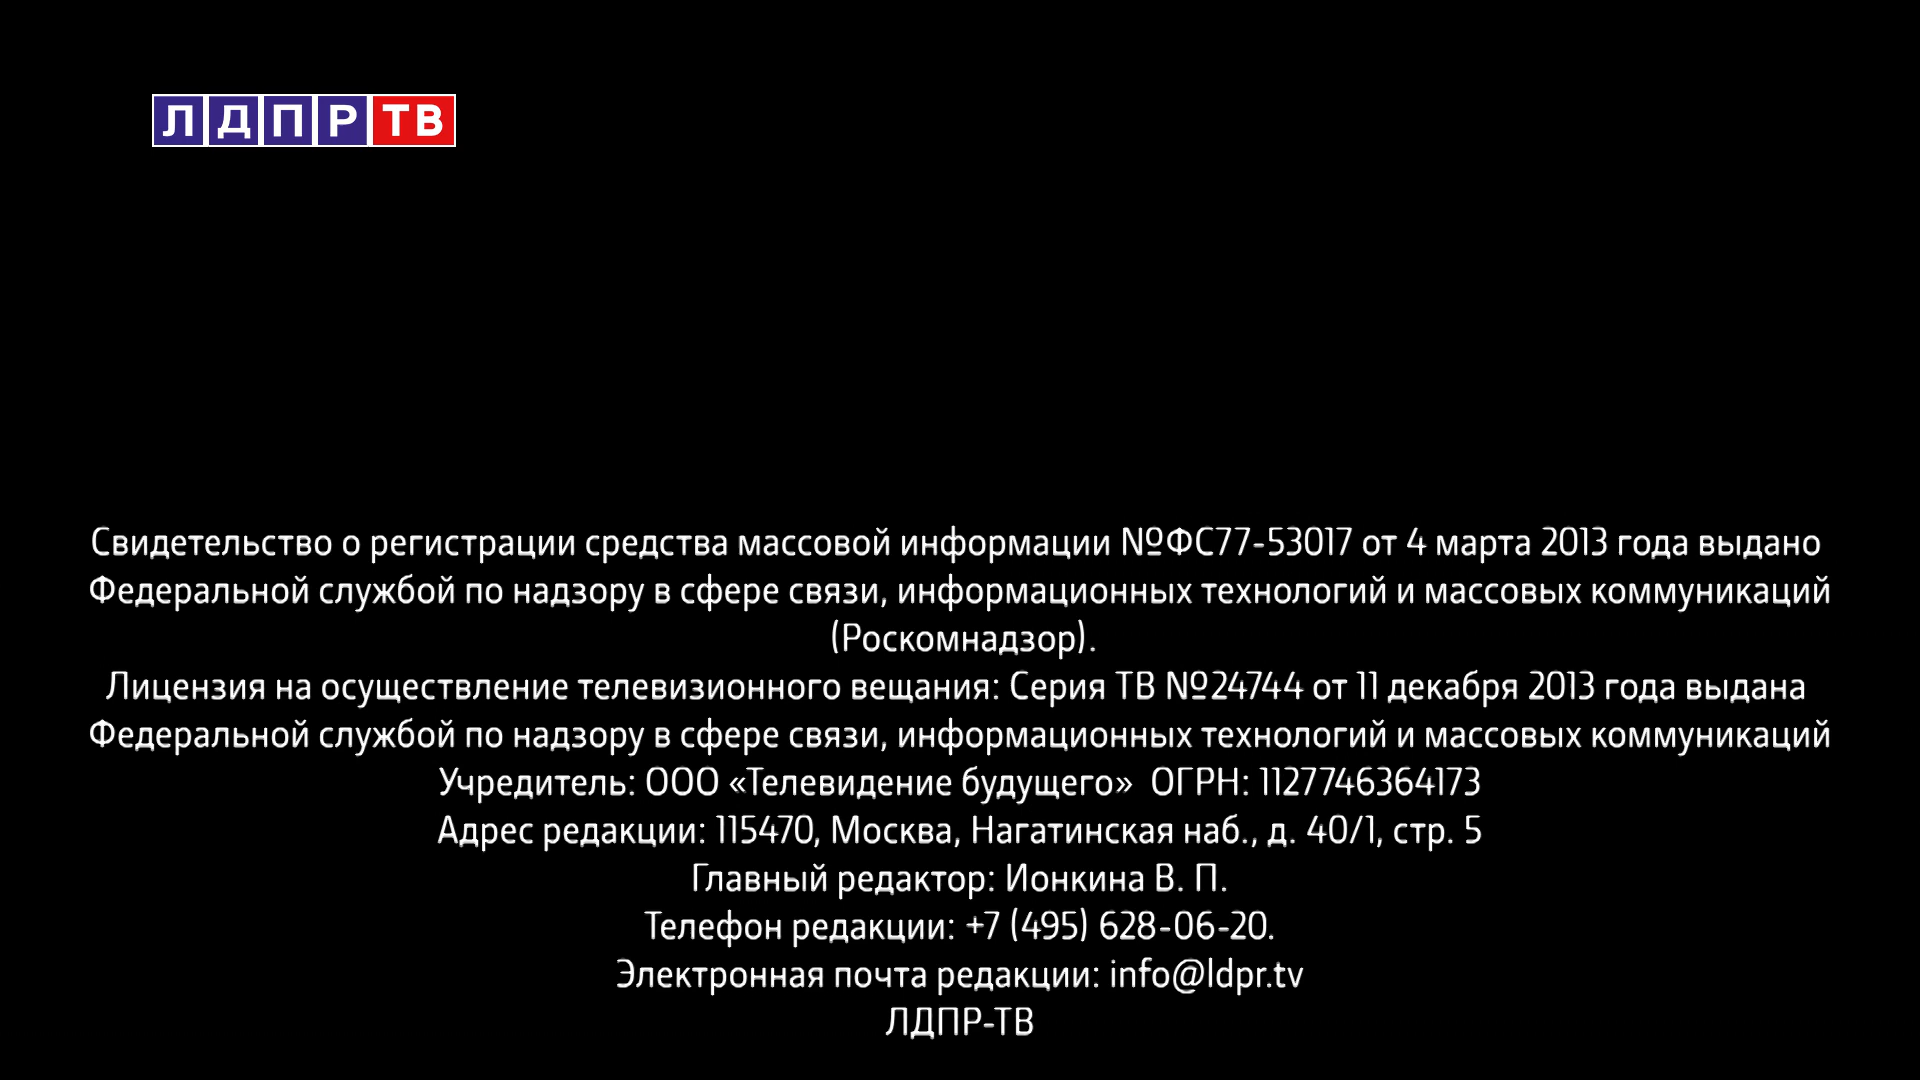 ЛДПРТВ
Свидетельство о регистрации средства массовой информации №ФС77-53017 от 4 марта 2013 года выдано
Федеральной службой по надзору в сфере связи, информационных технологий и массовых коммуникаций
(Роскомнадзор).
Лицензия на осуществление телевизионного вещания: Серия ТВ №24744 от 11 декабря 2013 года выдана
Федеральной службой по надзору в сфере связи, информационных технологий и массовых коммуникаций
Учредитель: ООО «Телевидение будущего» ОГРН: 1127746364173
Адрес редакции: 115470, Москва, Нагатинская наб., д. 40/1, стр. 5
Главный редактор: Ионкина В. П.
Телефон редакции: +7 (495) 628-06-20.
Электронная почта редакции: info@ldpr.tv
ЛДПР-ТВ